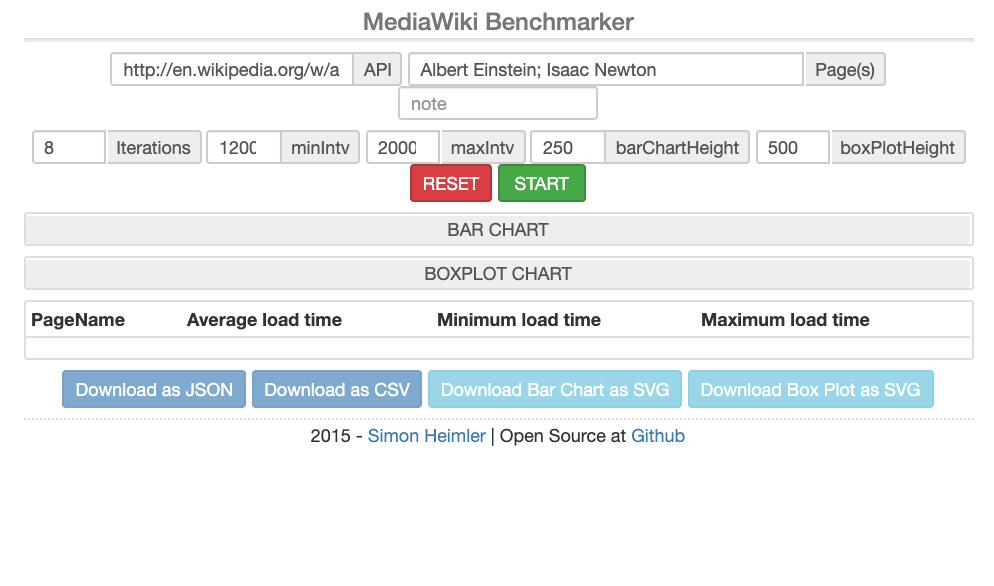 MediaWiki Benchmarker
http://en.wikipedia.org/w/a API Albert Einstein; Isaac Newton Page(s)
note
8 Iterations 1200 minIntv 2000 maxIntv 250 barChartHeight 500 boxPlotHeight
RESET START
BAR CHART
BOXPLOT CHART
PageName Average load time Minimum load time Maximum load time
Download as JSON Download as CSV Download Bar Chart as SVG Download Box Plot as SVG
2015 - Simon Heimler | Open Source at Github